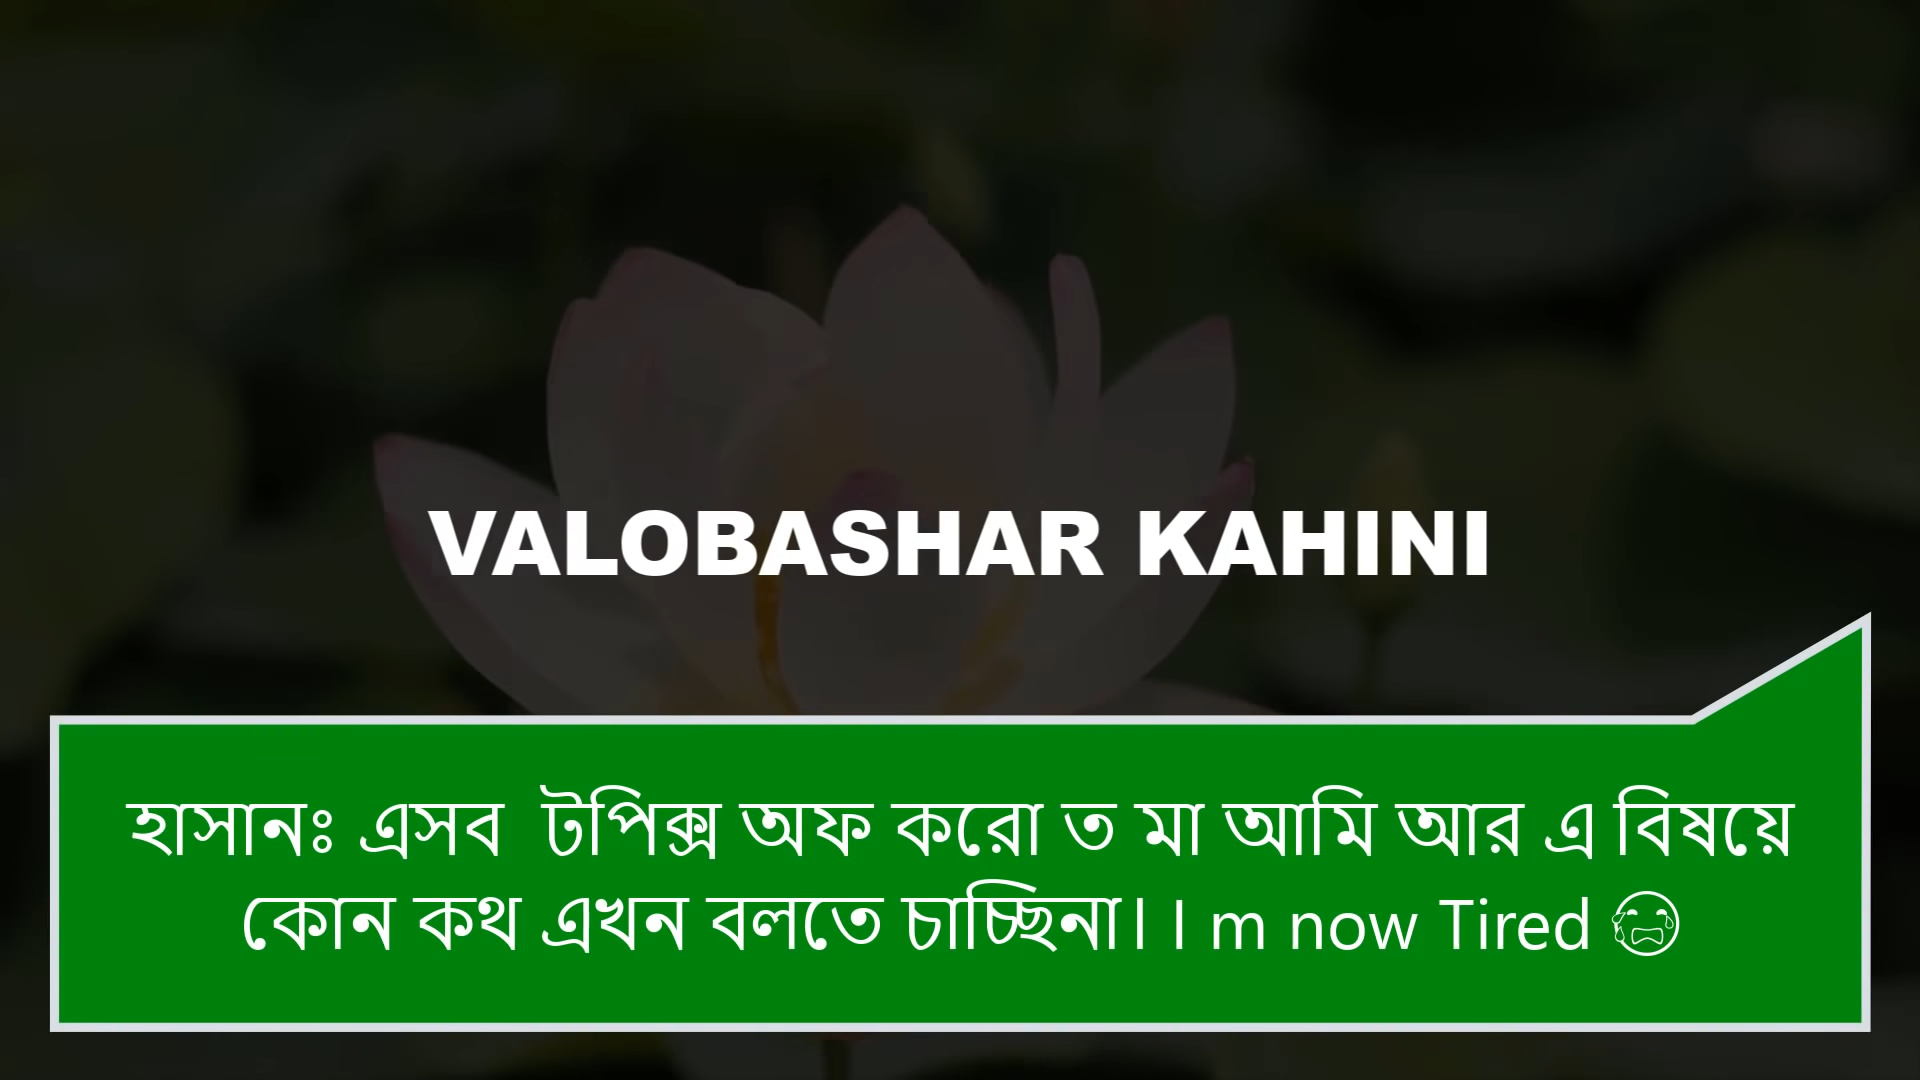 VALOBASHAR KAHINI
হাসানঃ এসব টপিক্স অফ করো ত মা আমি আর এ বিষয়ে
কোন কথ এখন বলতে চাচ্ছিনা। I m now Tired 😭